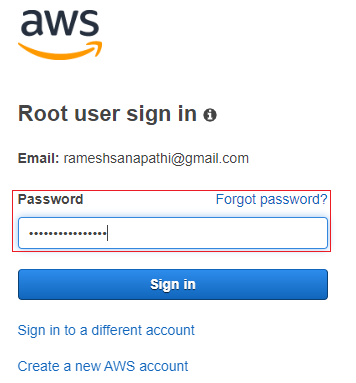 aws
Root user sign in
Email: rameshsanapathi@gmail.com
Password Forgot password?
••••••••••••••••
Sign in
Sign in to a different account
Create a new AWS account